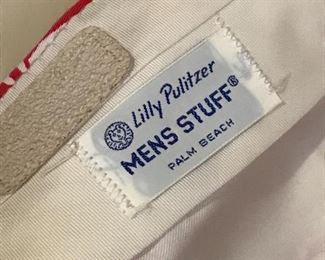 Lilly Pulitzer
MENS STUFF®
PALM BEACH